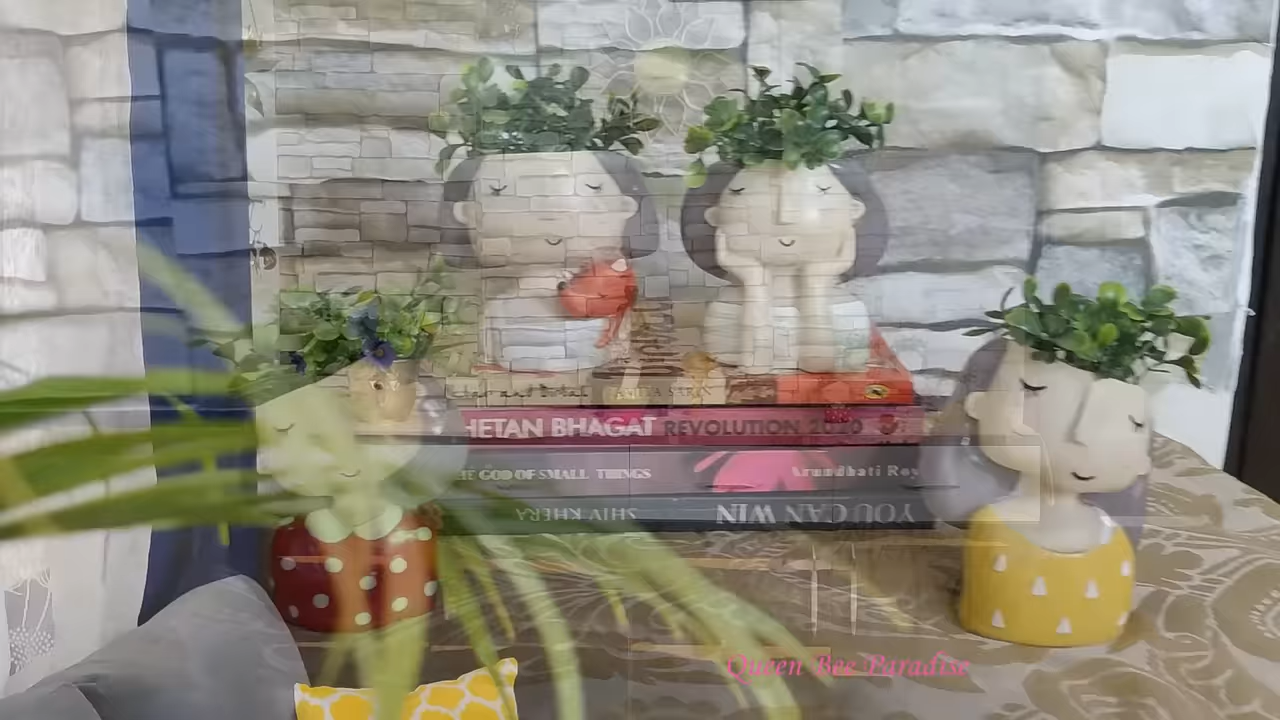 HETAN BHAGAT REVOLUTION 2020
THE GOD OF SMALL THINGS Arundhati Roy
YOU CAN WIN SHIV KHERA
Queen Bee Paradise